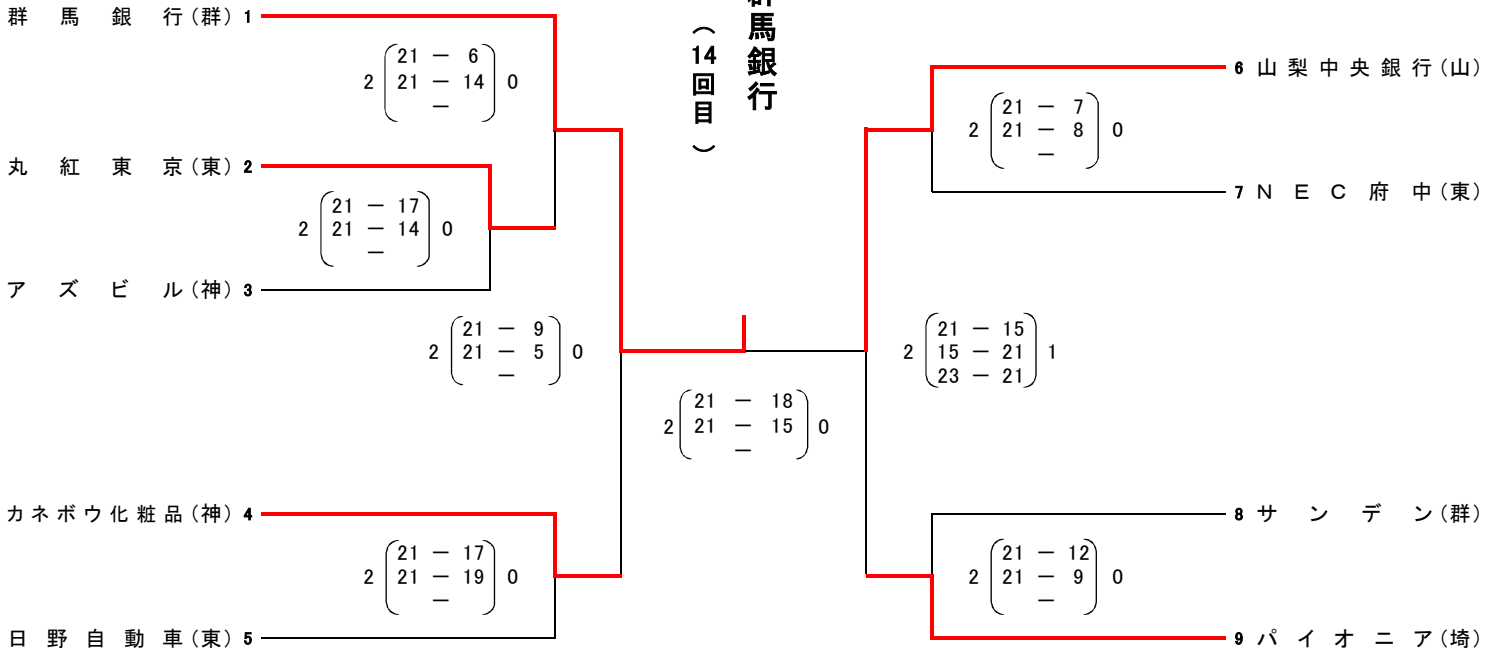 群馬銀行
（14回目）
群馬銀行(群) 1
2 21 － 6 0
21 － 14
－
丸紅東京(東) 2
2 21 － 17 0
21 － 14
－
アズビル(神) 3
2 21 － 9 0
21 － 5
－
カネボウ化粧品(神) 4
2 21 － 17 0
21 － 19
－
日野自動車(東) 5
2 21 － 18 0
21 － 15
－
6 山梨中央銀行(山)
2 21 － 7 0
21 － 8
－
7 NEC府中(東)
2 21 － 15 1
15 － 21
23 － 21
8 サンデン(群)
2 21 － 12 0
21 － 9
－
9 パイオニア(埼)